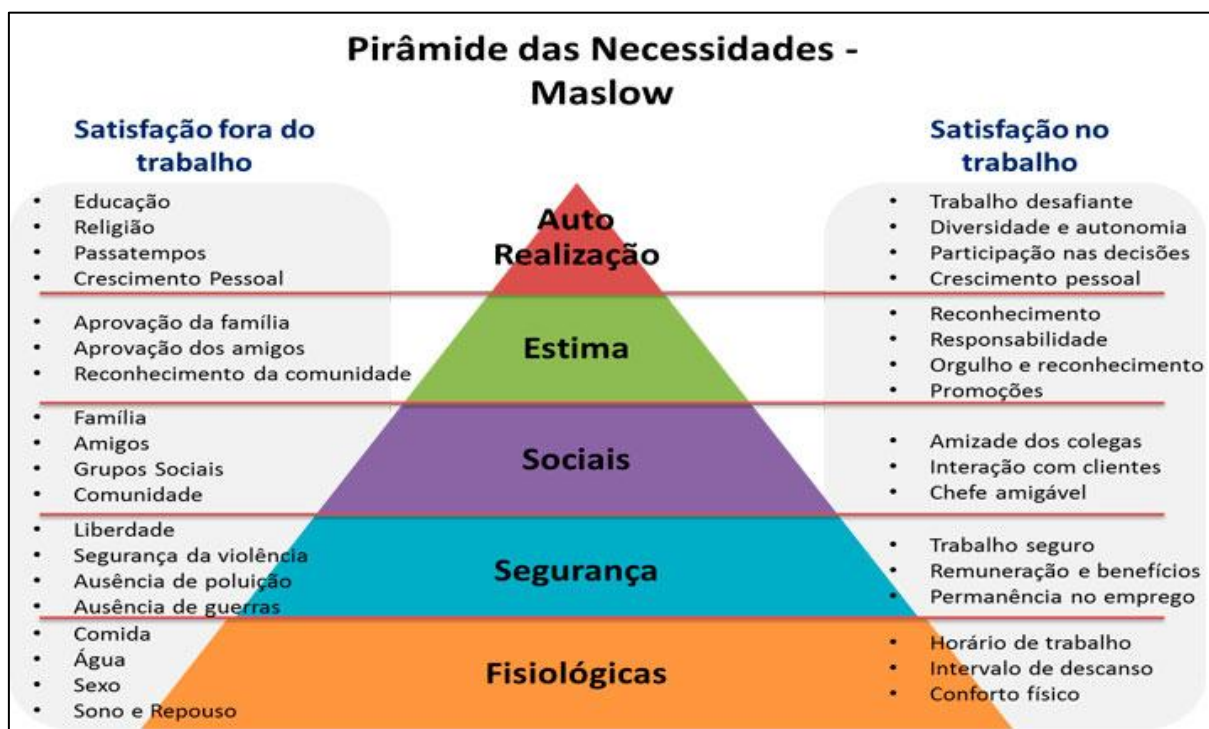 Pirâmide das Necessidades -
Maslow
Satisfação fora do
trabalho
• Educação
• Religião
• Passatempos
• Crescimento Pessoal
• Aprovação da família
• Aprovação dos amigos
• Reconhecimento da comunidade
• Família
• Amigos
• Grupos Sociais
• Comunidade
• Liberdade
• Segurança da violência
• Ausência de poluição
• Ausência de guerras
• Comida
• Água
• Sexo
• Sono e Repouso
Auto
Realização
Estima
Sociais
Segurança
Fisiológicas
Satisfação no
trabalho
• Trabalho desafiante
• Diversidade e autonomia
• Participação nas decisões
• Crescimento pessoal
• Reconhecimento
• Responsabilidade
• Orgulho e reconhecimento
• Promoções
• Amizade dos colegas
• Interação com clientes
• Chefe amigável
• Trabalho seguro
• Remuneração e benefícios
• Permanência no emprego
• Horário de trabalho
• Intervalo de descanso
• Conforto físico